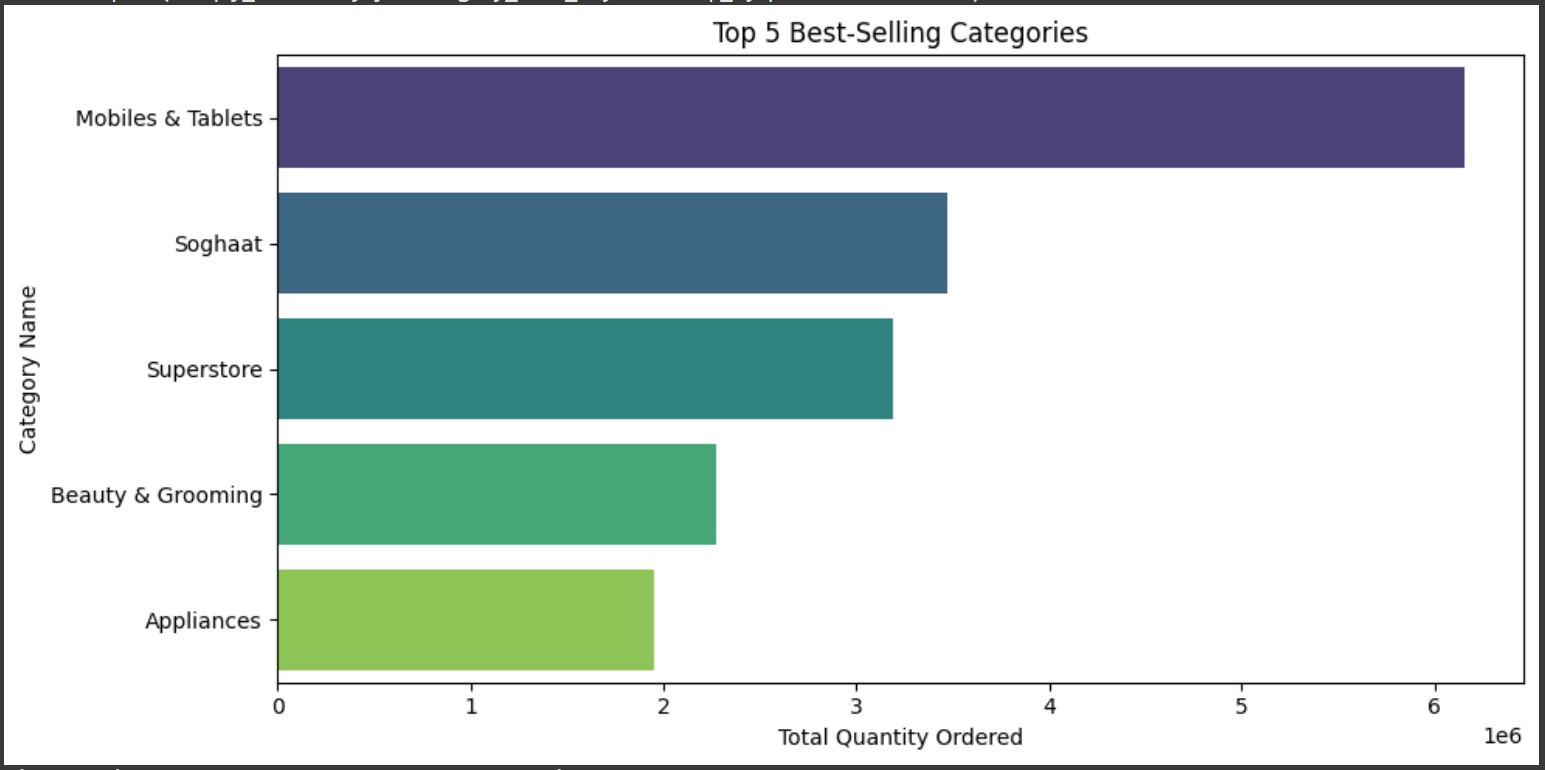 Top 5 Best-Selling Categories
Mobiles & Tablets
Soghaat
Superstore
Beauty & Grooming
Appliances
Category Name
0 1 2 3 4 5 6
1e6
Total Quantity Ordered